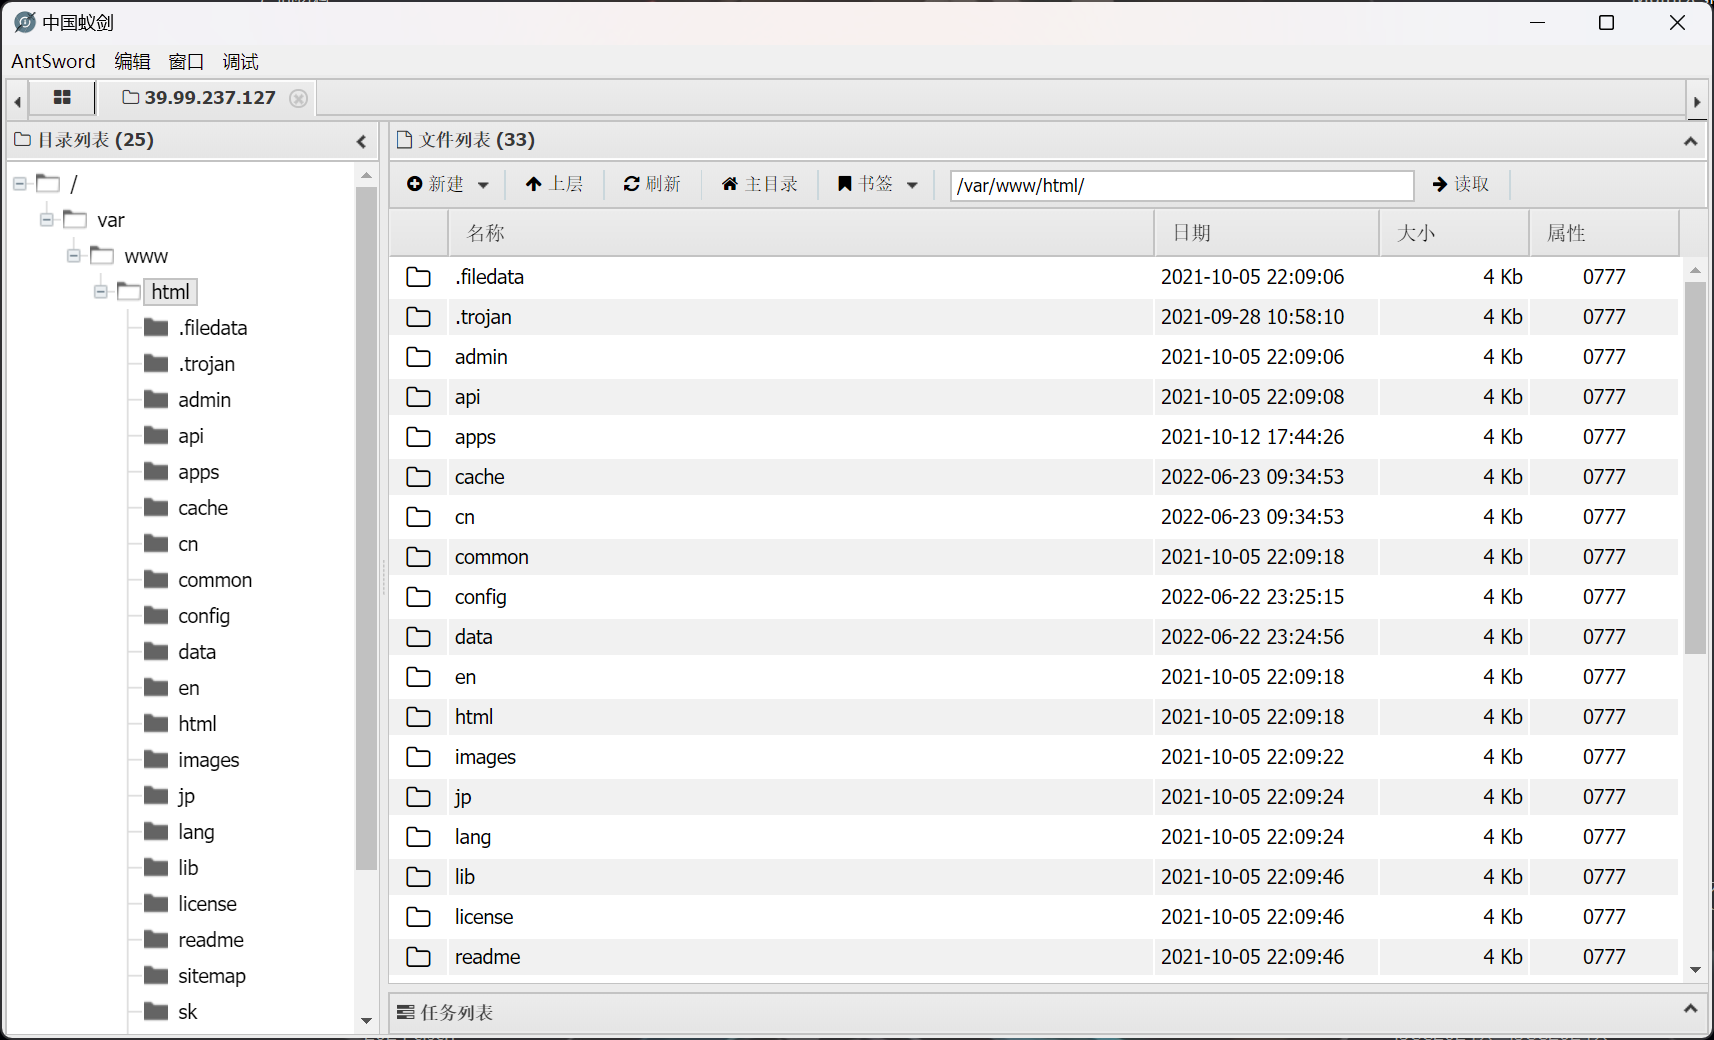 中国蚁剑
AntSword 编辑 窗口 调试
39.99.237.127
目录列表 (25)
/
var
www
html
.filedata
.trojan
admin
api
apps
cache
cn
common
config
data
en
html
images
jp
lang
lib
license
readme
sitemap
sk
文件列表 (33)
新建 上层 刷新 主目录 书签 /var/www/html/ 读取
名称 日期 大小 属性
.filedata 2021-10-05 22:09:06 4 Kb 0777
.trojan 2021-09-28 10:58:10 4 Kb 0777
admin 2021-10-05 22:09:06 4 Kb 0777
api 2021-10-05 22:09:08 4 Kb 0777
apps 2021-10-12 17:44:26 4 Kb 0777
cache 2022-06-23 09:34:53 4 Kb 0777
cn 2022-06-23 09:34:53 4 Kb 0777
common 2021-10-05 22:09:18 4 Kb 0777
config 2022-06-22 23:25:15 4 Kb 0777
data 2022-06-22 23:24:56 4 Kb 0777
en 2021-10-05 22:09:18 4 Kb 0777
html 2021-10-05 22:09:18 4 Kb 0777
images 2021-10-05 22:09:22 4 Kb 0777
jp 2021-10-05 22:09:24 4 Kb 0777
lang 2021-10-05 22:09:24 4 Kb 0777
lib 2021-10-05 22:09:46 4 Kb 0777
license 2021-10-05 22:09:46 4 Kb 0777
readme 2021-10-05 22:09:46 4 Kb 0777
任务列表